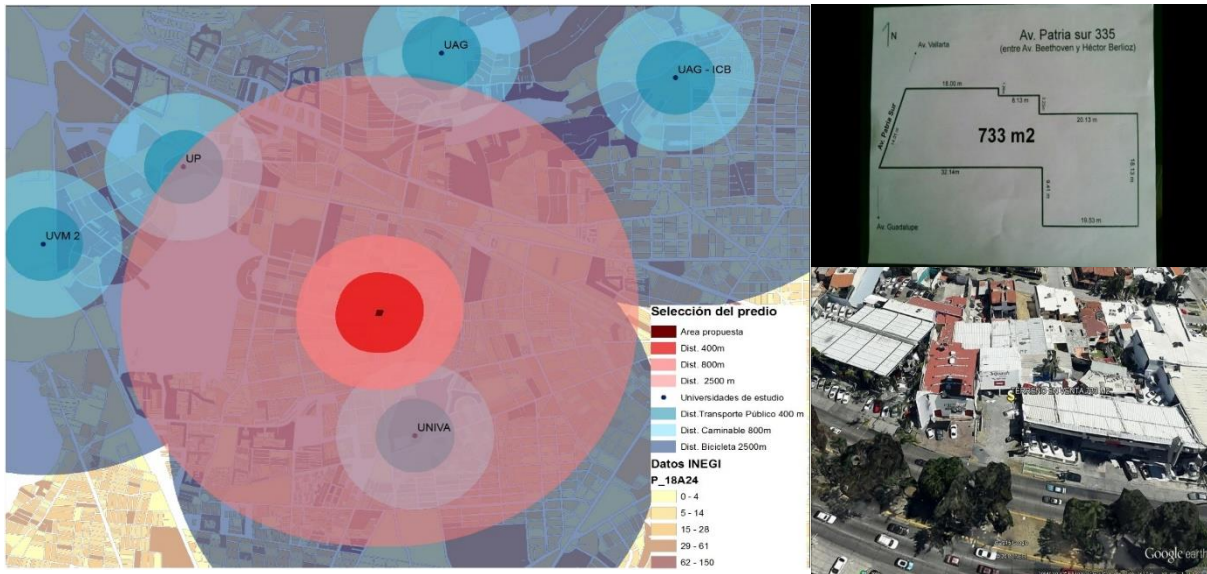 UAG
UAG - ICB
UP
UVM 2
UNIVA
Selección del predio
Area propuesta
Dist. 400m
Dist. 800m
Dist. 2500 m
Universidades de estudio
Dist.Transporte Público 400 m
Dist. Caminable 800m
Dist. Bicicleta 2500m
Datos INEGI
P_18A24
0 - 4
5 - 14
15 - 28
29 - 61
62 - 150
N
Av. Patria sur 335
(entre Av. Beethoven y Héctor Berlioz)
Av. Vallarta
8.13 m
20.13 m
Av. Patria Sur
733 m2
32.14m
19.53 m
Av. Guadalupe
Google earth